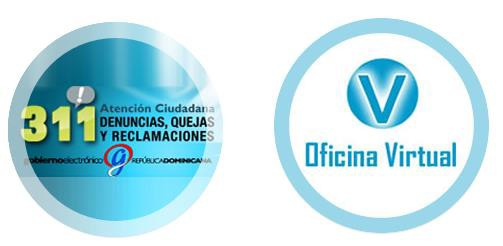 311!
Atención Ciudadana
DENUNCIAS, QUEJAS
Y RECLAMACIONES
gobiernoelectrónico REPÚBLICADOMINICANA
V
Oficina Virtual